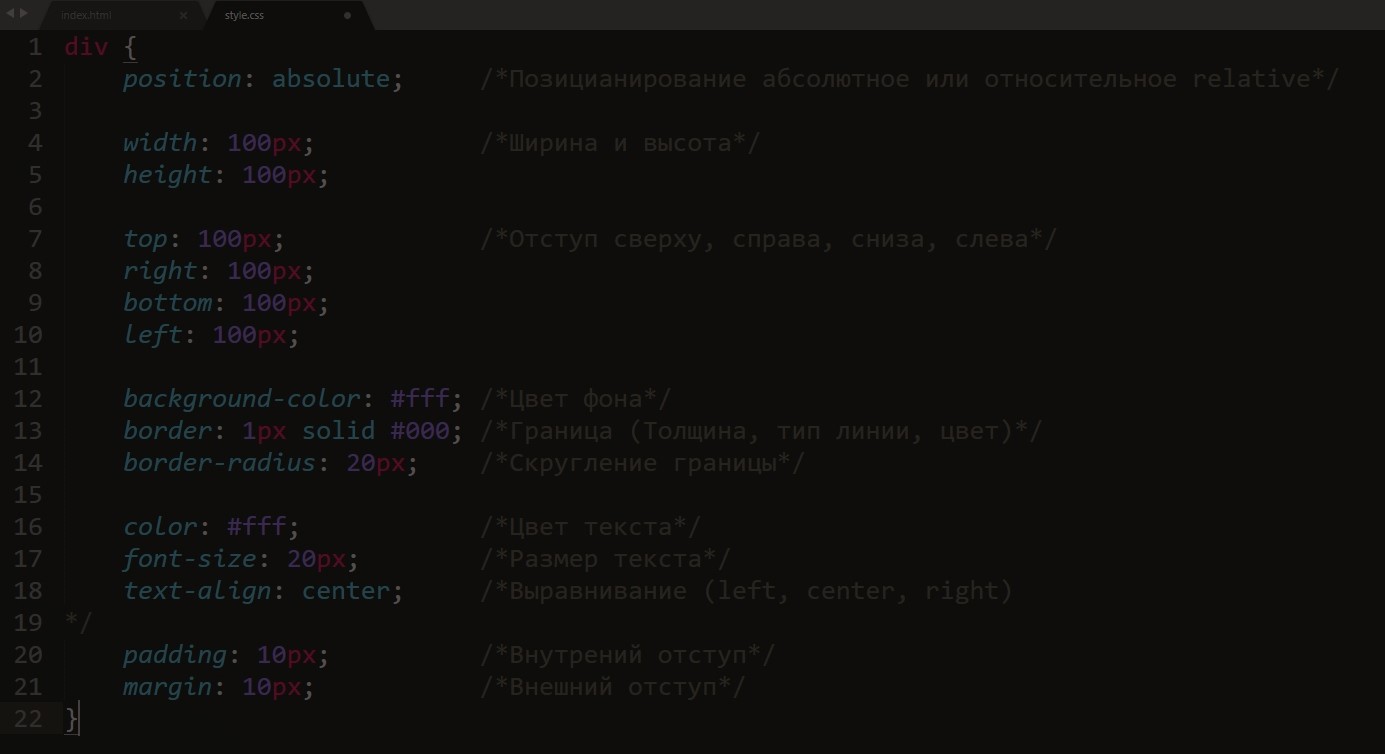 index.html × style.css
1 div {
2 position: absolute; /*Позицианирование абсолютное или относительное relative*/
3
4 width: 100px; /*Ширина и высота*/
5 height: 100px;
6
7 top: 100px; /*Отступ сверху, справа, сниза, слева*/
8 right: 100px;
9 bottom: 100px;
10 left: 100px;
11
12 background-color: #fff; /*Цвет фона*/
13 border: 1px solid #000; /*Граница (Толщина, тип линии, цвет)*/
14 border-radius: 20px; /*Скругление границы*/
15
16 color: #fff; /*Цвет текста*/
17 font-size: 20px; /*Размер текста*/
18 text-align: center; /*Выравнивание (left, center, right)
19 */
20 padding: 10px; /*Внутрений отступ*/
21 margin: 10px; /*Внешний отступ*/
22 }